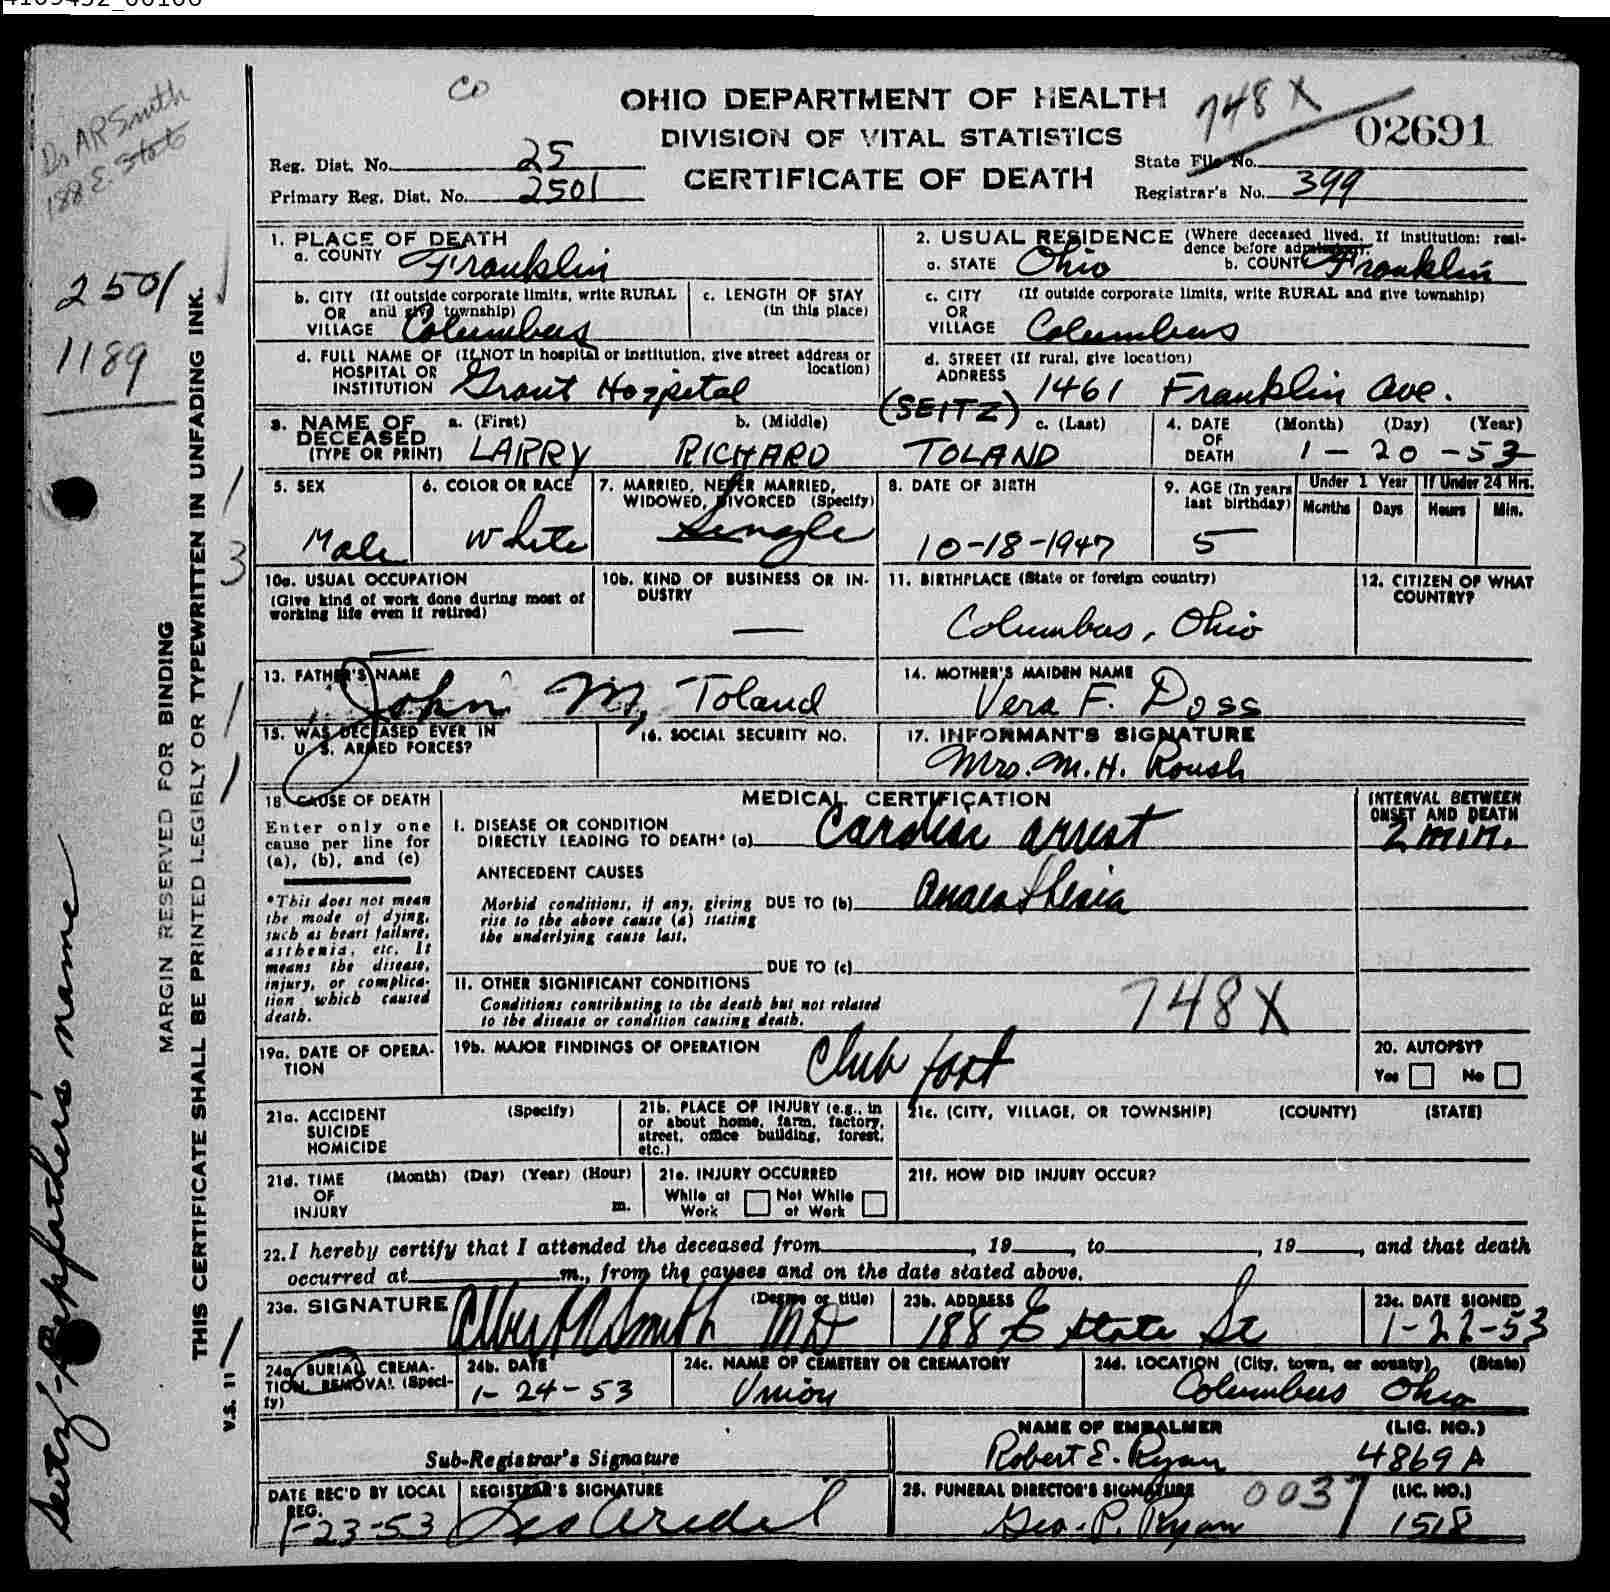 Dr AR Smith
188 E. State
2501
1189
Seitz - Stepfather's name
MARGIN RESERVED FOR BINDING
THIS CERTIFICATE SHALL BE PRINTED LEGIBLY OR TYPEWRITTEN IN UNFADING INK.
V.S. 11
3
CO
OHIO DEPARTMENT OF HEALTH
DIVISION OF VITAL STATISTICS
CERTIFICATE OF DEATH
Reg. Dist. No. 25
Primary Reg. Dist. No. 2501
748X
02691
State File No.
Registrar's No. 399
1. PLACE OF DEATH
a. COUNTY Franklin
2. USUAL RESIDENCE (Where deceased lived. If institution: resi-
dence before admission).
a. STATE Ohio b. COUNTY Franklin
b. CITY (If outside corporate limits, write RURAL
OR and give township)
VILLAGE Columbus
c. LENGTH OF STAY
(in this place)
c. CITY (If outside corporate limits, write RURAL and give township)
OR
VILLAGE Columbus
d. FULL NAME OF (If NOT in hospital or institution, give street address or
HOSPITAL OR location)
INSTITUTION Grant Hospital
d. STREET (If rural, give location)
ADDRESS 1461 Franklin Ave.
3. NAME OF a. (First) b. (Middle) (SEITZ) c. (Last)
DECEASED
(TYPE OR PRINT) LARRY RICHARD TOLAND
4. DATE (Month) (Day) (Year)
OF
DEATH 1 - 20 - 53
5. SEX
Male
6. COLOR OR RACE
White
7. MARRIED, NEVER MARRIED,
WIDOWED, DIVORCED (Specify)
Single
8. DATE OF BIRTH
10-18-1947
9. AGE (In years
last birthday)
5
Under 1 Year
Months Days
If Under 24 Hrs.
Hours Min.
10a. USUAL OCCUPATION
(Give kind of work done during most of
working life even if retired)
10b. KIND OF BUSINESS OR IN-
DUSTRY
—
11. BIRTHPLACE (State or foreign country)
Columbus, Ohio
12. CITIZEN OF WHAT
COUNTRY?
13. FATHER'S NAME
John M. Toland
14. MOTHER'S MAIDEN NAME
Vera F. Doss
15. WAS DECEASED EVER IN
U. S. ARMED FORCES?
16. SOCIAL SECURITY NO.
17. INFORMANT'S SIGNATURE
Mrs. M. H. Roush
18. CAUSE OF DEATH
Enter only one
cause per line for
(a), (b), and (c)
*This does not mean
the mode of dying,
such as heart failure,
asthenia, etc. It
means the disease,
injury, or complica-
tion which caused
death.
MEDICAL CERTIFICATION
I. DISEASE OR CONDITION
DIRECTLY LEADING TO DEATH* (a) Cardiac arrest
INTERVAL BETWEEN
ONSET AND DEATH
2 min.
ANTECEDENT CAUSES
Morbid conditions, if any, giving DUE TO (b) Anaesthesia
rise to the above cause (a) stating
the underlying cause last.
DUE TO (c)
II. OTHER SIGNIFICANT CONDITIONS
Conditions contributing to the death but not related
to the disease or condition causing death.
748X
19a. DATE OF OPERA-
TION
19b. MAJOR FINDINGS OF OPERATION
Club foot
20. AUTOPSY?
Yes No
21a. ACCIDENT (Specify)
SUICIDE
HOMICIDE
21b. PLACE OF INJURY (e.g., in
or about home, farm, factory,
street, office building, forest,
etc.)
21c. (CITY, VILLAGE, OR TOWNSHIP) (COUNTY) (STATE)
21d. TIME (Month) (Day) (Year) (Hour)
OF
INJURY m.
21e. INJURY OCCURRED
While at Not While
Work at Work
21f. HOW DID INJURY OCCUR?
22. I hereby certify that I attended the deceased from , 19 , to , 19 , and that death
occurred at m., from the causes and on the date stated above.
23a. SIGNATURE (Degree or title)
Albert R Smith MD
23b. ADDRESS
188 E State St
23c. DATE SIGNED
1-22-53
24a. BURIAL, CREMA-
TION, REMOVAL (Speci-
fy)
24b. DATE
1-24-53
24c. NAME OF CEMETERY OR CREMATORY
Union
24d. LOCATION (City, town, or county) (State)
Columbus Ohio
Sub-Registrar's Signature
NAME OF EMBALMER (LIC. NO.)
Robert E. Ryan 4869 A
DATE REC'D BY LOCAL
REG.
1-23-53
REGISTRAR'S SIGNATURE
25. FUNERAL DIRECTOR'S SIGNATURE 0037 (LIC. NO.)
Geo. P. Ryan 1518